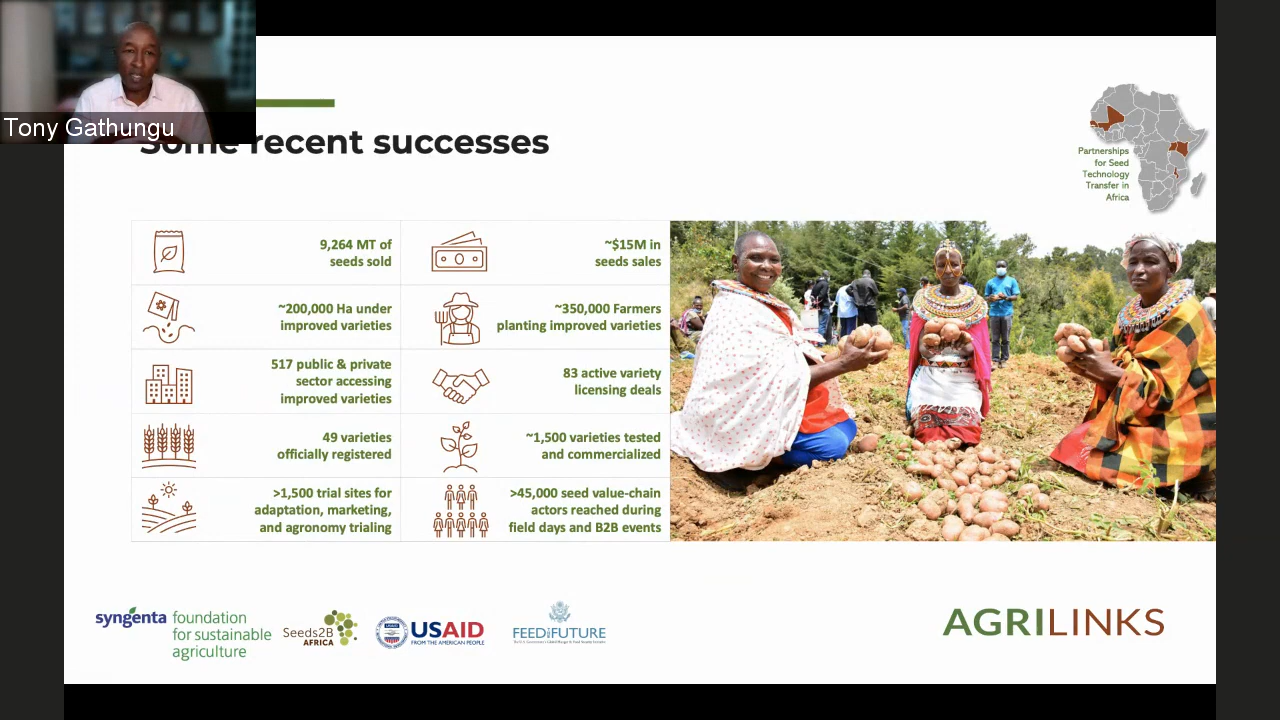 Tony Gathungu
Some recent successes
Partnerships
for Seed
Technology
Transfer in
Africa
9,264 MT of
seeds sold
~$15M in
seeds sales
~200,000 Ha under
improved varieties
~350,000 Farmers
planting improved varieties
517 public & private
sector accessing
improved varieties
83 active variety
licensing deals
49 varieties
officially registered
~1,500 varieties tested
and commercialized
>1,500 trial sites for
adaptation, marketing,
and agronomy trialing
>45,000 seed value-chain
actors reached during
field days and B2B events
syngenta foundation
for sustainable
agriculture
Seeds2B
AFRICA
USAID
FROM THE AMERICAN PEOPLE
FEED THE FUTURE
AGRILINKS